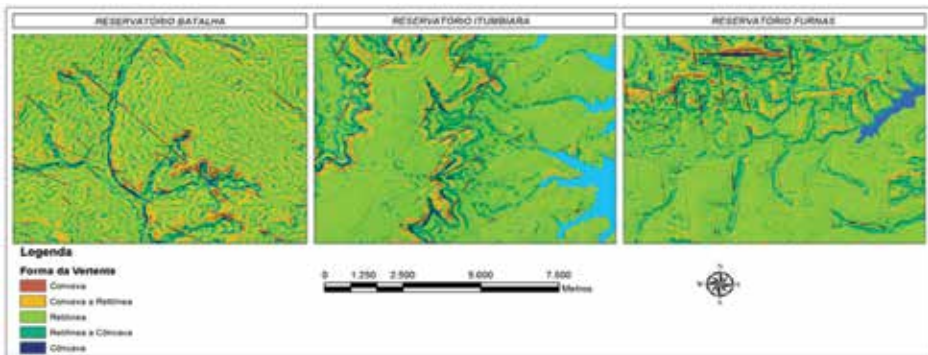 RESERVATÓRIO BATALHA
RESERVATÓRIO ITUMBIARA
RESERVATÓRIO FURNAS
Legenda
Forma da Vertente
Convexa
Convexa a Retilínea
Retilínea
Retilínea a Côncava
Côncava
0 1.250 2.500 5.000 7.500
Metros